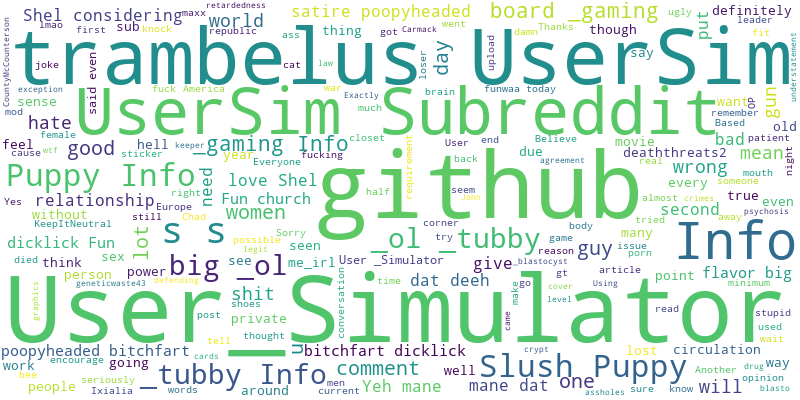 Shel considering
maxx
retardedness
satire poopyheaded
board _gaming
ugly
put
definitely
CountyMcCounterson
lmao
first
sub
knock
world
republic
ass
thing
got
Carmack
went
Thanks
damn
though
leader
fit
trambelus UserSim
joke
said even
fuck America
cat
law
loser
day
upload
funwaa today
say
understatement
exception
mod
sense
hate
UserSim Subreddit
war
Exactly
brain
much
want
remember
OP
gun
old
Based
patient
feel
cause
wtf
female
good
sticker
hell
keeper
_gaming Info
year
Everyone
closet
fucking
requirement
User
end
Believe
due
movie
deaththreats2
real
bad
mean
night
Puppy Info
right
need
love Shel
github
back
agreement
seem
John
every
wrong
someone
mouth
Yes
relationship
Europe
Chad
Fun church
half
almost
crimes
true
even
without
KeepItNeutral
still
women
second
tried
away
psychosis
dicklick Fun
lot
s s
possible
legit
Sorry
seen
corner
_ol _tubby
try
game
body
reason
guy
many
issue
porn
Info
died
think
sex
person
power
big _ol
see
me_irl
User _Simulator
give
_blastocyst
gt
article
point
flavor big
graphics
geneticwaste43
defending
shit
shoes
conversation
time
dat deeh
go
make
cover
level
Using
minimum
User _Simulator
post
private
tell
thought
u
came
read
used
stupid
wait
poopyheaded bitchfart
cards
bitchfart dicklick
crypt
lost
circulation
work
encourage
going
_tubby Info
comment
well
Slush Puppy
Another
drug
way
bee
people
seriously
Ixialia
words
around
men
current
Yeh mane
mane dat
one
assholes
sure
know
will
opinion
blasto